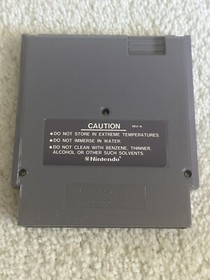 CAUTION
• DO NOT STORE IN EXTREME TEMPERATURES.
• DO NOT IMMERSE IN WATER.
• DO NOT CLEAN WITH BENZENE, THINNER,
ALCOHOL OR OTHER SUCH SOLVENTS.
Nintendo